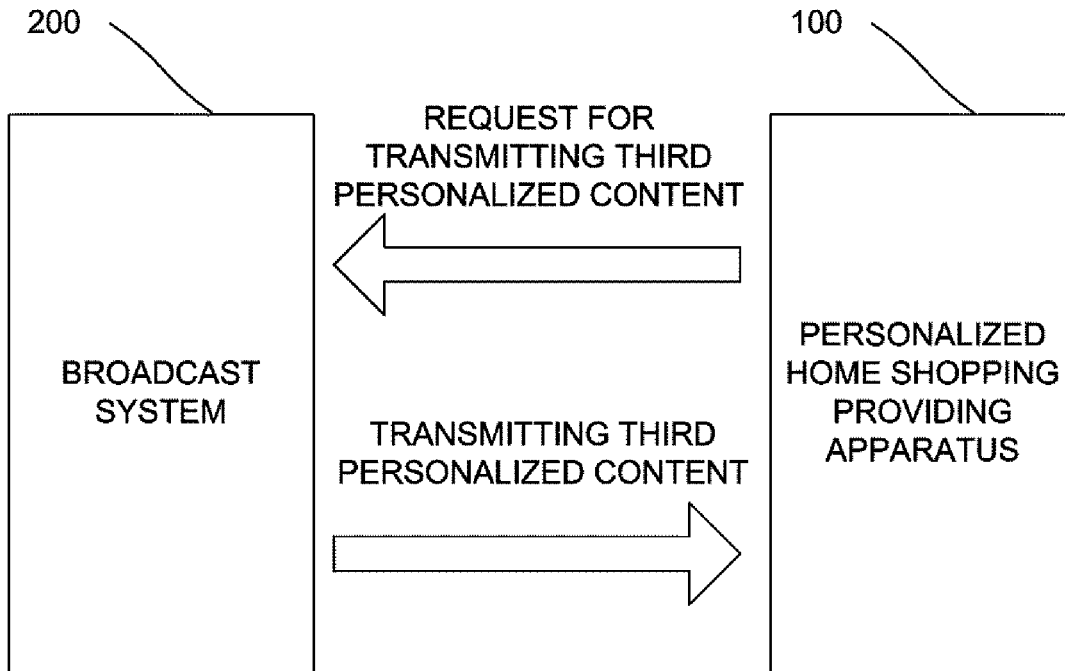 200
100
REQUEST FOR
TRANSMITTING THIRD
PERSONALIZED CONTENT
BROADCAST
SYSTEM
PERSONALIZED
HOME SHOPPING
PROVIDING
APPARATUS
TRANSMITTING THIRD
PERSONALIZED CONTENT